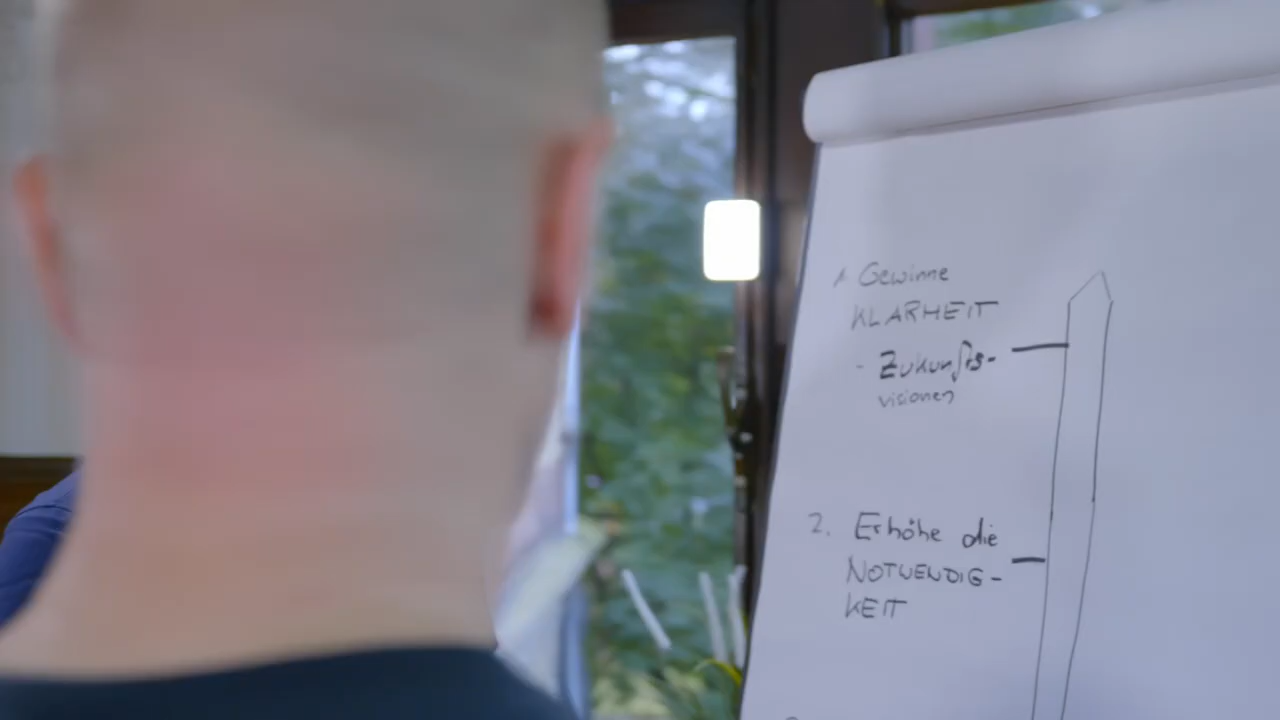 1. Gewinne
KLARHEIT
- Zukunfts-
visionen
2. Erhöhe die
NOTWENDIG-
KEIT